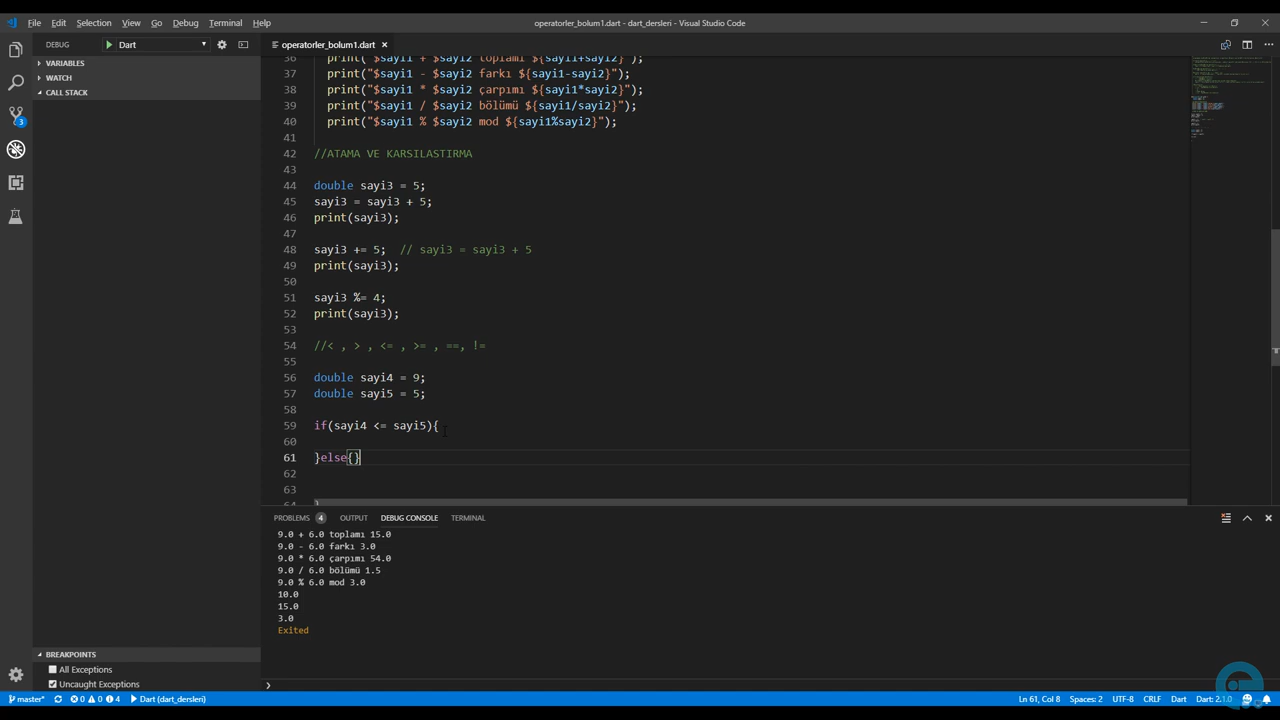 File Edit Selection View Go Debug Terminal Help
operatorler_bolum1.dart - dart_dersleri - Visual Studio Code
DEBUG Dart
operatorler_bolum1.dart
VARIABLES
WATCH
CALL STACK
3
36 print("$sayi1 + $sayi2 toplamı ${sayi1+sayi2}");
37 print("$sayi1 - $sayi2 farkı ${sayi1-sayi2}");
38 print("$sayi1 * $sayi2 çarpımı ${sayi1*sayi2}");
39 print("$sayi1 / $sayi2 bölümü ${sayi1/sayi2}");
40 print("$sayi1 % $sayi2 mod ${sayi1%sayi2}");
41
42 //ATAMA VE KARSILASTIRMA
43
44 double sayi3 = 5;
45 sayi3 = sayi3 + 5;
46 print(sayi3);
47
48 sayi3 += 5; // sayi3 = sayi3 + 5
49 print(sayi3);
50
51 sayi3 %= 4;
52 print(sayi3);
53
54 //< , > , <= , >= , ==, !=
55
56 double sayi4 = 9;
57 double sayi5 = 5;
58
59 if(sayi4 <= sayi5){
60
61 }else{}
62
63
64 }
PROBLEMS 4 OUTPUT DEBUG CONSOLE TERMINAL
9.0 + 6.0 toplamı 15.0
9.0 - 6.0 farkı 3.0
9.0 * 6.0 çarpımı 54.0
9.0 / 6.0 bölümü 1.5
9.0 % 6.0 mod 3.0
10.0
15.0
3.0
Exited
BREAKPOINTS
All Exceptions
Uncaught Exceptions
master* 0 0 4 Dart (dart_dersleri)
Ln 61, Col 8 Spaces: 2 UTF-8 CRLF Dart Dart: 2.1.0